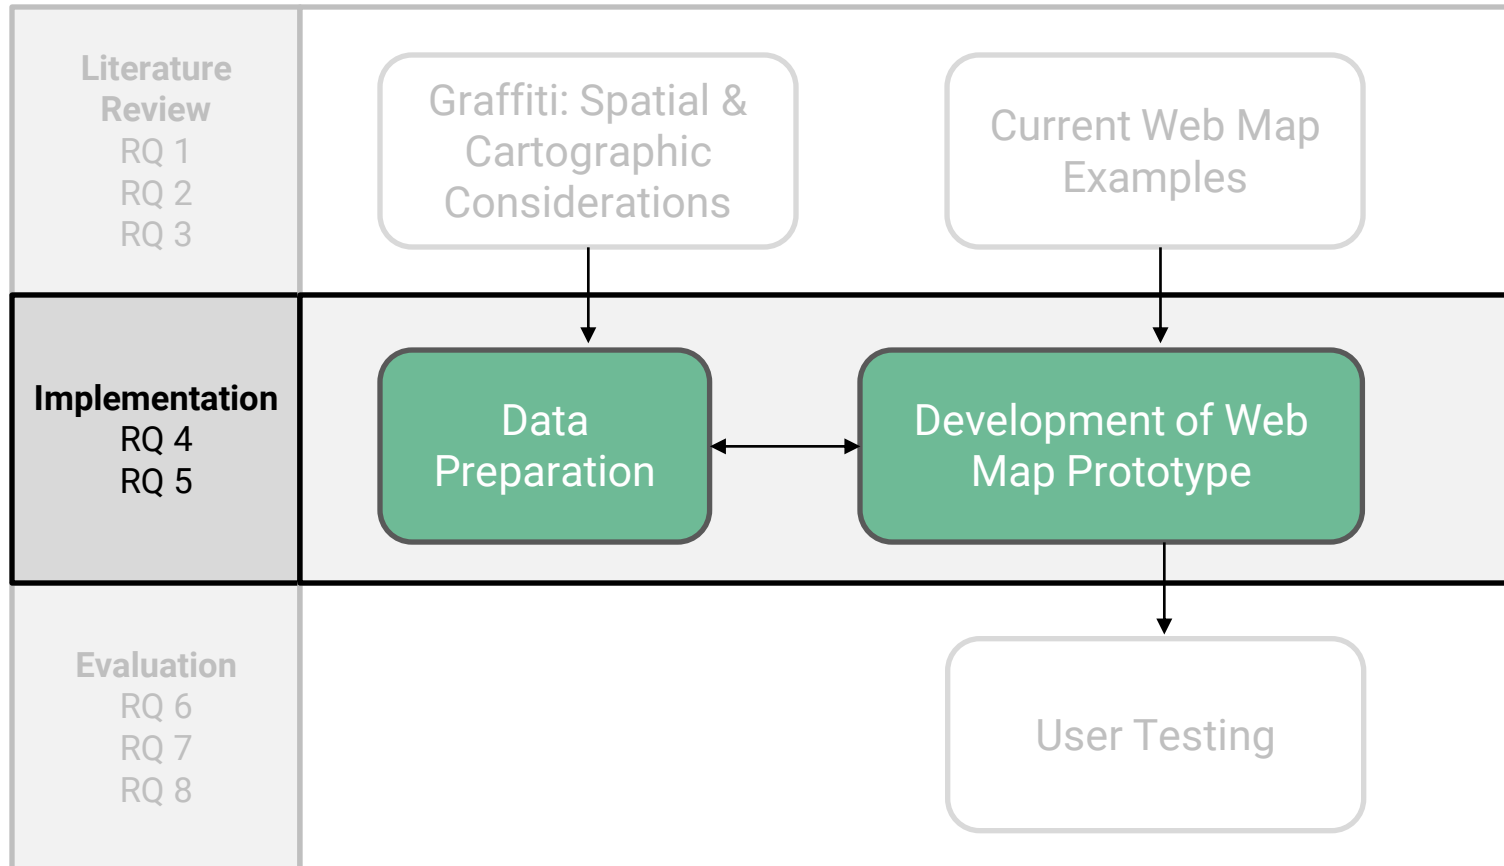 Literature
Review
RQ 1
RQ 2
RQ 3
Graffiti: Spatial &
Cartographic
Considerations
Current Web Map
Examples
Implementation
RQ 4
RQ 5
Data
Preparation
Development of Web
Map Prototype
Evaluation
RQ 6
RQ 7
RQ 8
User Testing